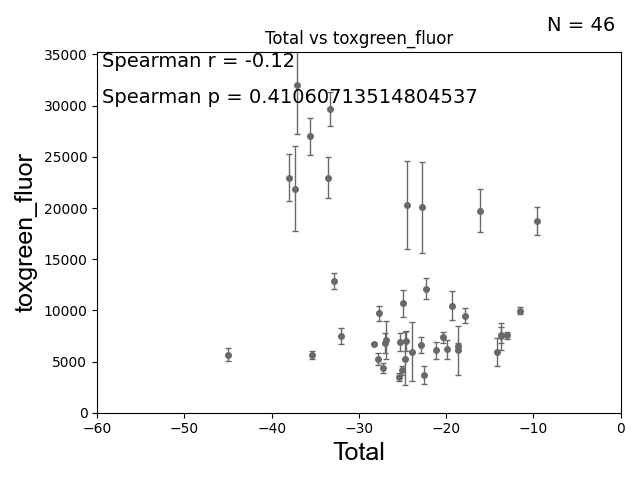 N = 46
Total vs toxgreen_fluor
Spearman r = -0.12
Spearman p = 0.41060713514804537
35000
30000
25000
20000
15000
10000
5000
0
toxgreen_fluor
−60 −50 −40 −30 −20 −10 0
Total